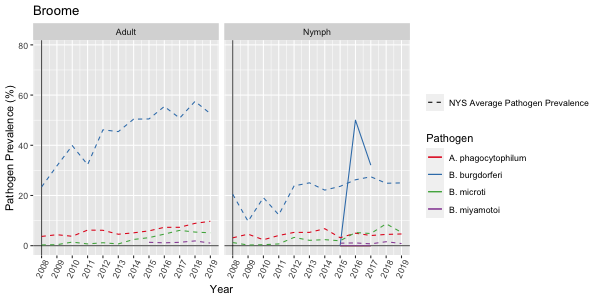 Broome
Adult
Nymph
Pathogen Prevalence (%)
80
60
40
20
0
2008
2009
2010
2011
2012
2013
2014
2015
2016
2017
2018
2019
2008
2009
2010
2011
2012
2013
2014
2015
2016
2017
2018
2019
Year
NYS Average Pathogen Prevalence
Pathogen
A. phagocytophilum
B. burgdorferi
B. microti
B. miyamotoi